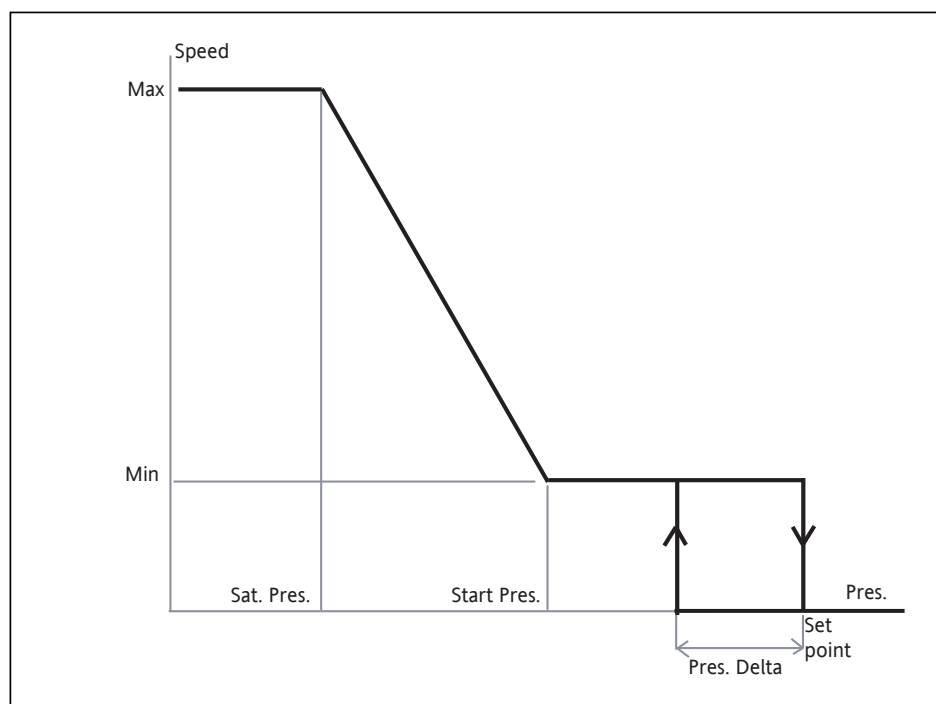 Speed
Max
Min
Sat. Pres.
Start Pres.
Pres.
Set
point
Pres. Delta